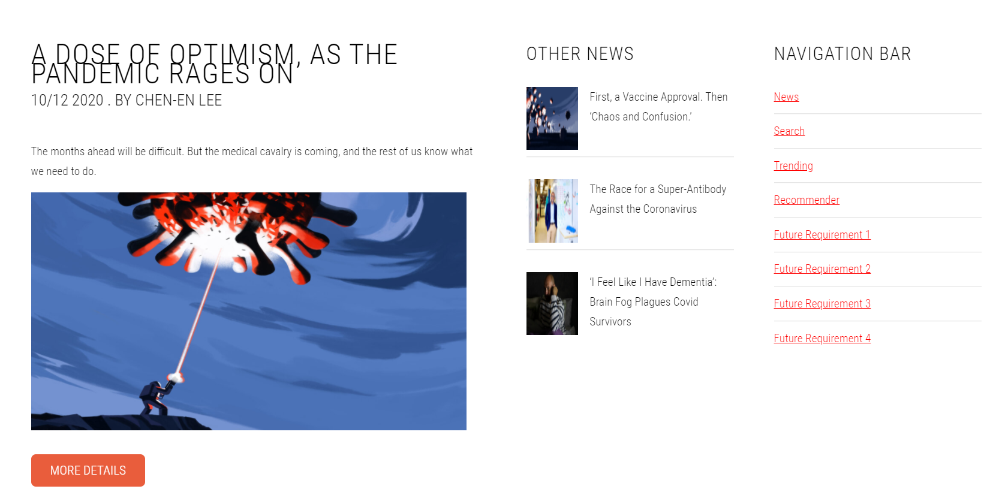 A DOSE OF OPTIMISM, AS THE
PANDEMIC RAGES ON
10/12 2020 . BY CHEN-EN LEE
The months ahead will be difficult. But the medical cavalry is coming, and the rest of us know what
we need to do.
MORE DETAILS
OTHER NEWS
First, a Vaccine Approval. Then
‘Chaos and Confusion.’
The Race for a Super-Antibody
Against the Coronavirus
‘I Feel Like I Have Dementia’:
Brain Fog Plagues Covid
Survivors
NAVIGATION BAR
News
Search
Trending
Recommender
Future Requirement 1
Future Requirement 2
Future Requirement 3
Future Requirement 4